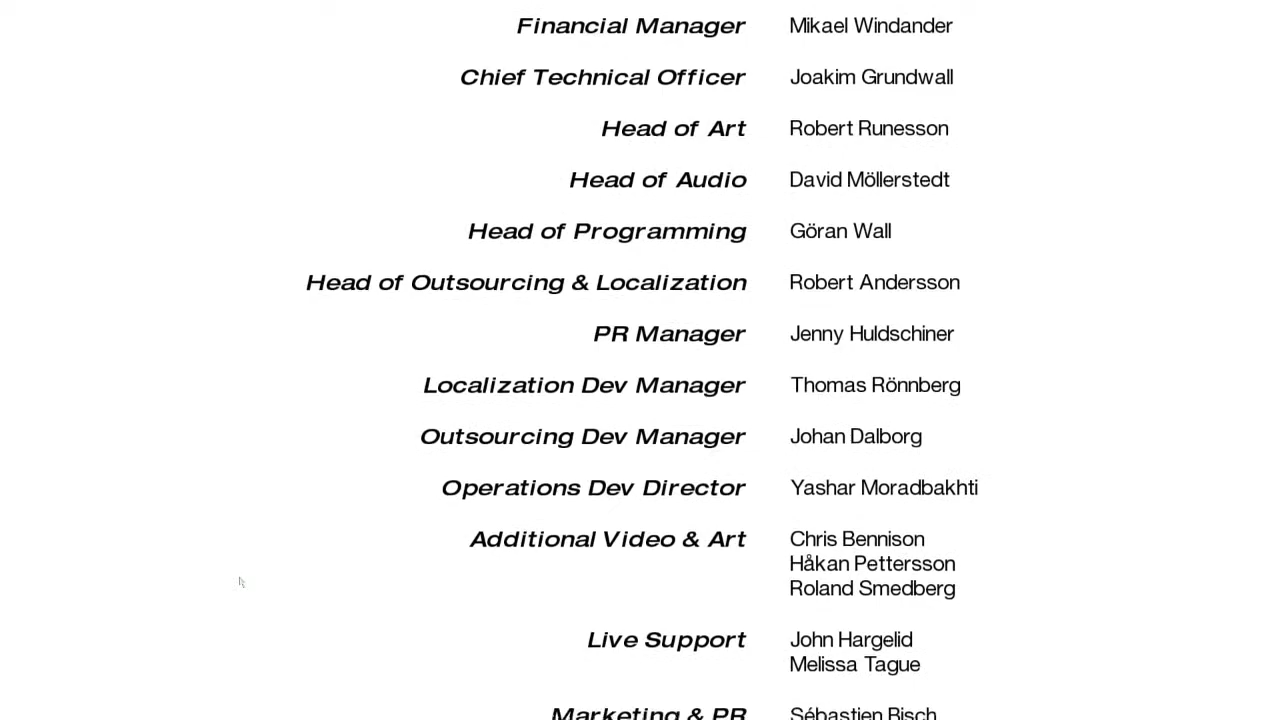 Financial Manager Mikael Windander
Chief Technical Officer Joakim Grundwall
Head of Art Robert Runesson
Head of Audio David Möllerstedt
Head of Programming Göran Wall
Head of Outsourcing & Localization Robert Andersson
PR Manager Jenny Huldschiner
Localization Dev Manager Thomas Rönnberg
Outsourcing Dev Manager Johan Dalborg
Operations Dev Director Yashar Moradbakhti
Additional Video & Art Chris Bennison
Håkan Pettersson
Roland Smedberg
Live Support John Hargelid
Melissa Tague
Marketing & PR Sébastien Bisch